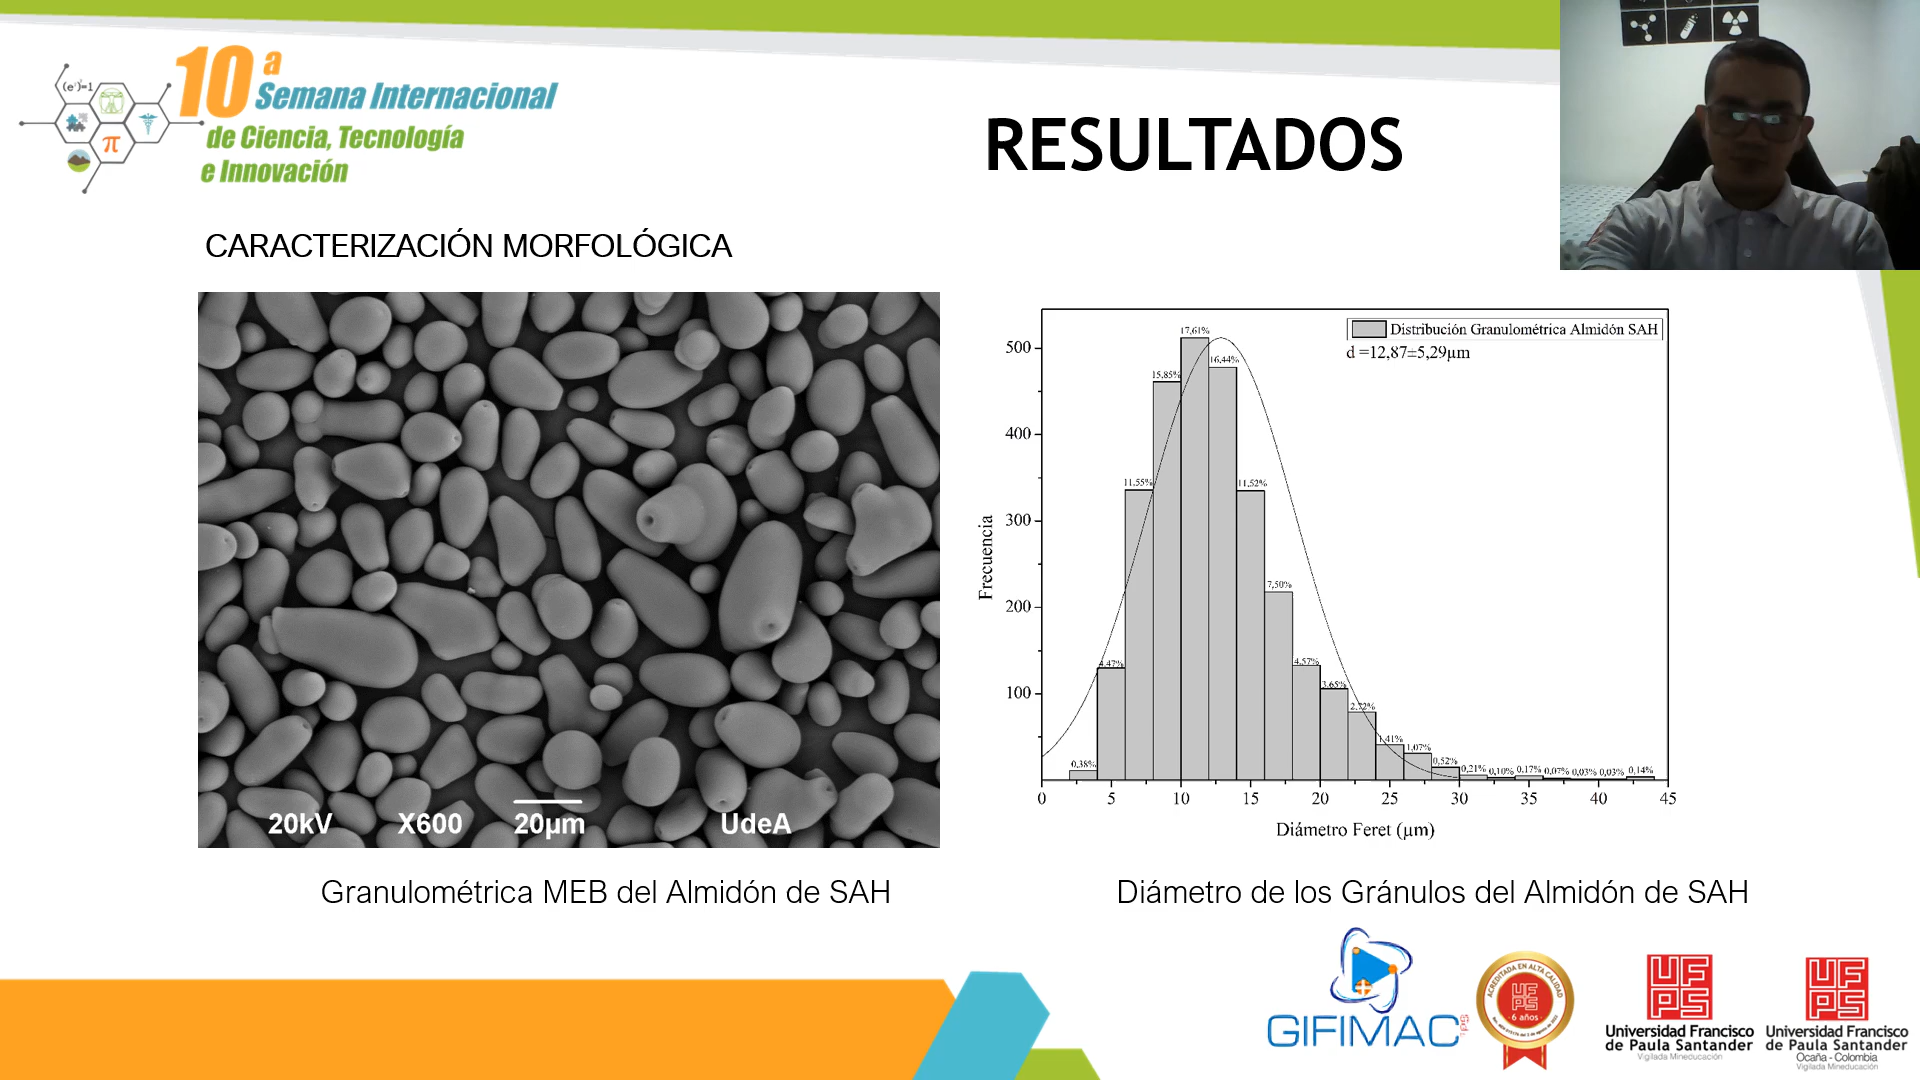 (e^x)'=1
π
10ª
Semana Internacional
de Ciencia, Tecnología
e Innovación
RESULTADOS
CARACTERIZACIÓN MORFOLÓGICA
20kV X600 20µm UdeA
Granulométrica MEB del Almidón de SAH
Distribución Granulométrica Almidón SAH
d =12,87±5,29µm
Frecuencia
500
400
300
200
100
0,38%
4,47%
11,55%
15,85%
17,61%
16,44%
11,52%
7,50%
4,57%
3,65%
2,72%
1,41%
1,07%
0,52%
0,21%
0,10%
0,17%
0,07%
0,03%
0,03%
0,14%
0 5 10 15 20 25 30 35 40 45
Diámetro Feret (µm)
Diámetro de los Gránulos del Almidón de SAH
GIFIMAC
ACREDITADA EN ALTA CALIDAD
UFPS
- 6 años -
UFPS
Universidad Francisco
de Paula Santander
Vigilada Mineducación
UFPS
Universidad Francisco
de Paula Santander
Ocaña - Colombia
Vigilada Mineducación